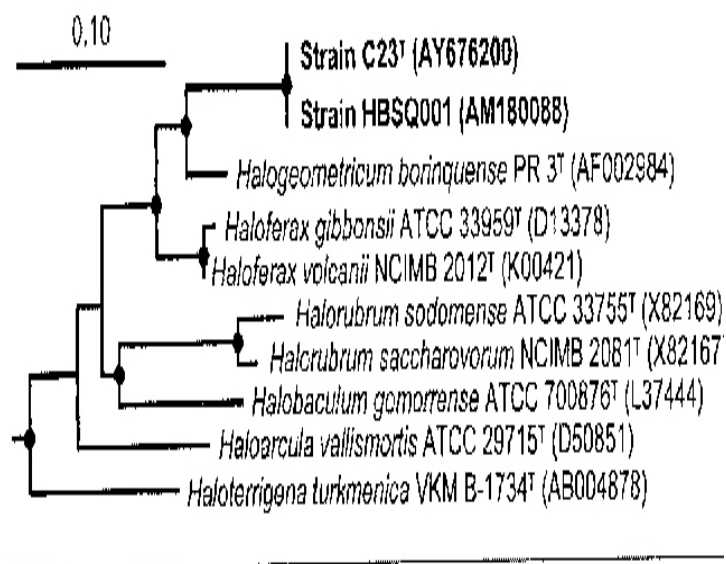 0,10
Strain C23ᵀ (AY676200)
Strain HBSQ001 (AM180088)
Halogeometricum borinquense PR 3ᵀ (AF002984)
Haloferax gibbonsii ATCC 33959ᵀ (D13378)
Haloferax volcanii NCIMB 2012ᵀ (K00421)
Halorubrum sodomense ATCC 33755ᵀ (X82169)
Halorubrum saccharovorum NCIMB 2081ᵀ (X82167)
Halobaculum gomorrense ATCC 700876ᵀ (L37444)
Haloarcula vallismortis ATCC 29715ᵀ (D50851)
Haloterrigena turkmenica VKM B-1734ᵀ (AB004878)